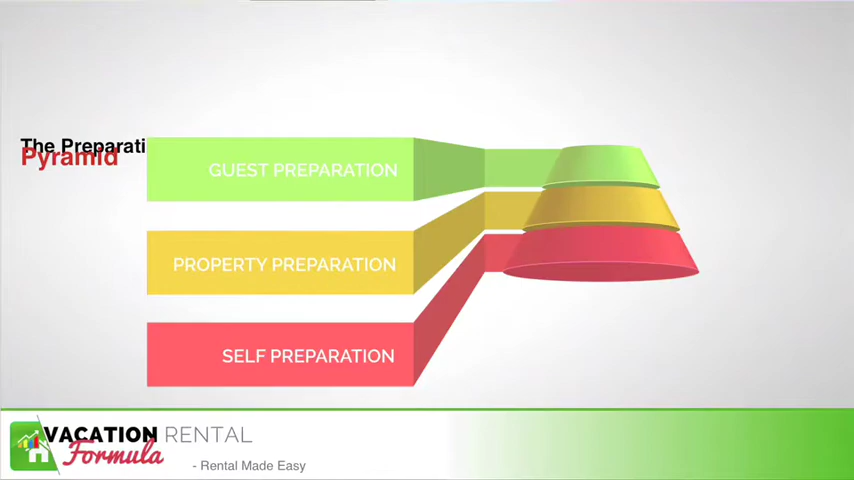 The Preparati
Pyramid
GUEST PREPARATION
PROPERTY PREPARATION
SELF PREPARATION
VACATION RENTAL
Formula
- Rental Made Easy